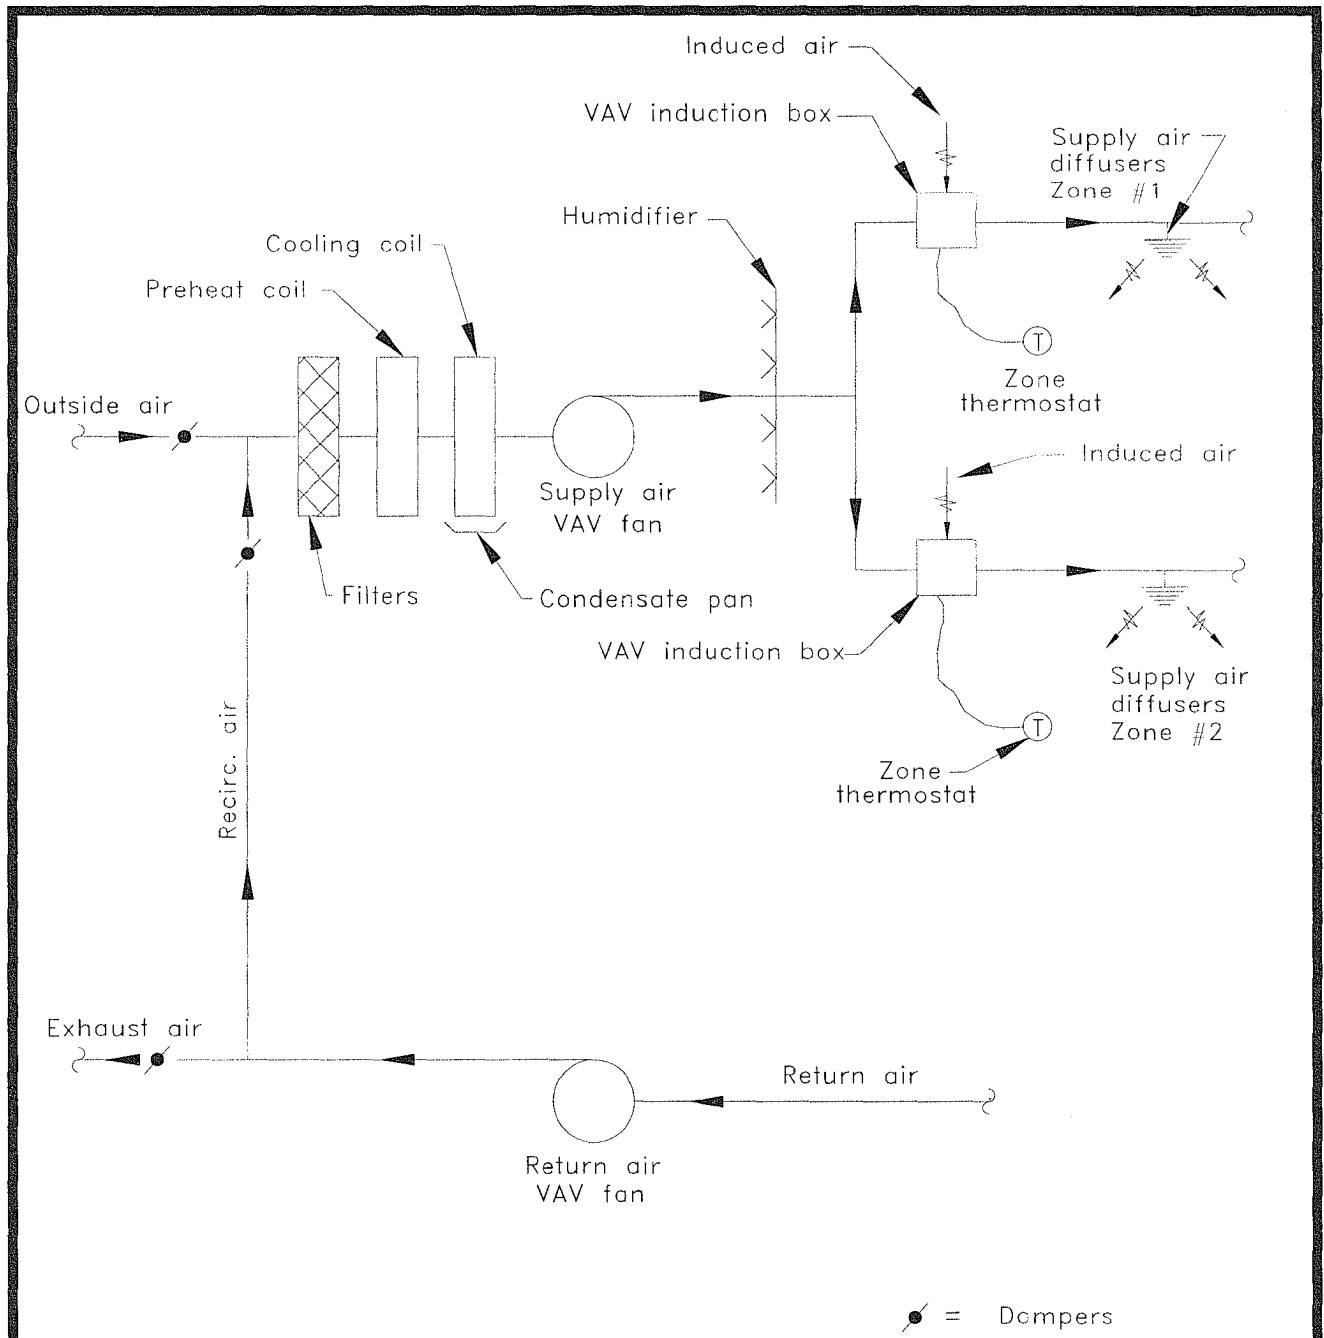 Induced air
VAV induction box
Supply air
diffusers
Zone #1
Humidifier
Cooling coil
Preheat coil
T
Zone
thermostat
Outside air
Induced air
Supply air
VAV fan
Filters
Condensate pan
VAV induction box
Supply air
diffusers
Zone #2
T
Zone
thermostat
Recirc. air
Exhaust air
Return air
Return air
VAV fan
= Dampers